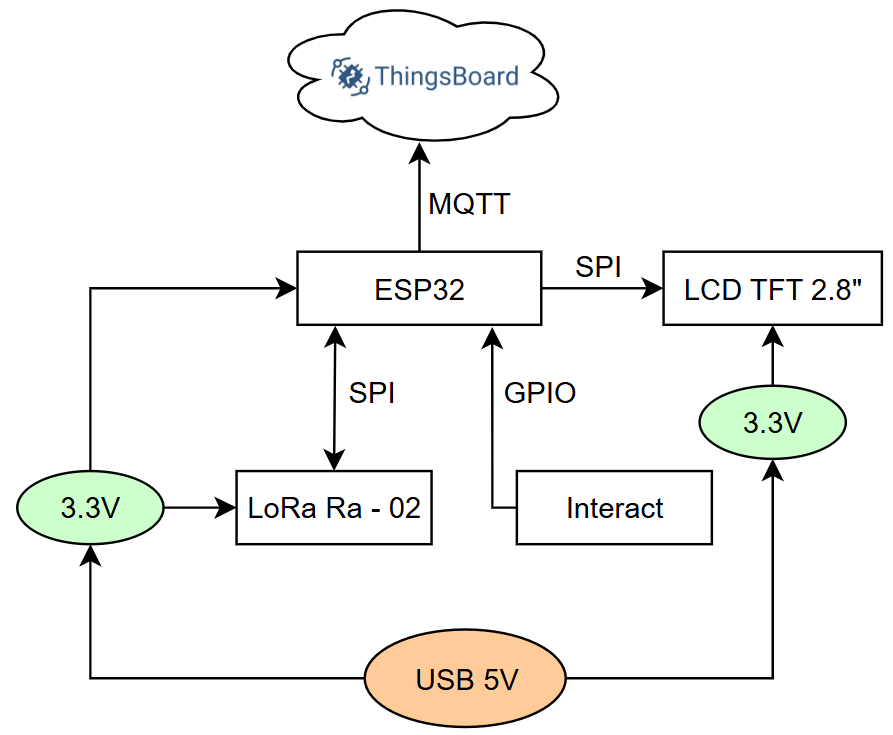 ThingsBoard
MQTT
ESP32
SPI
LCD TFT 2.8"
SPI
GPIO
3.3V
3.3V
LoRa Ra - 02
Interact
USB 5V